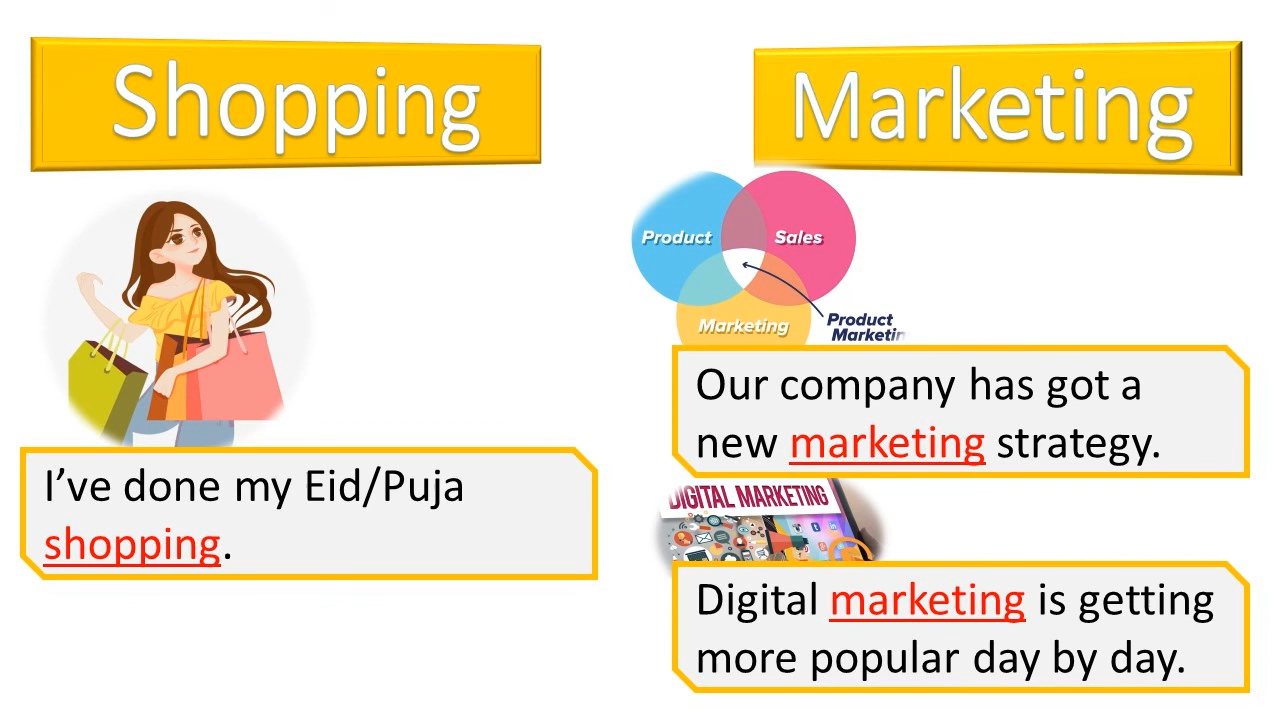 Shopping
Marketing
Product
Sales
Marketing
Product
Our company has got a
new marketing strategy.
I've done my Eid/Puja
shopping.
DIGITAL MARKETING
Digital marketing is getting
more popular day by day.